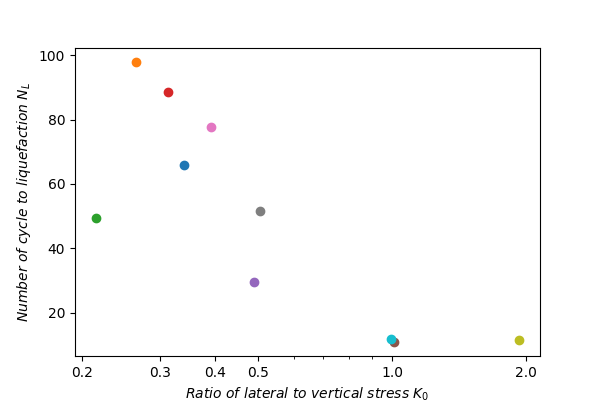 100
80
60
40
20
Number of cycle to liquefaction N_L
0.2 0.3 0.4 0.5 1.0 2.0
Ratio of lateral to vertical stress K_0